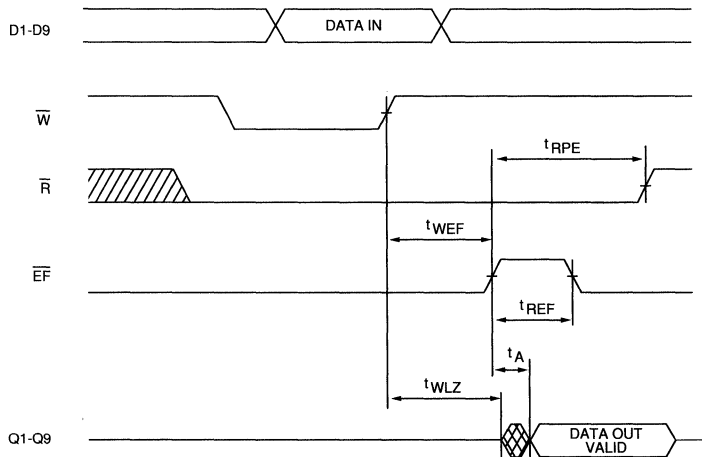 D1-D9
DATA IN
W
R
tRPE
tWEF
EF
tREF
tA
tWLZ
Q1-Q9
DATA OUT
VALID